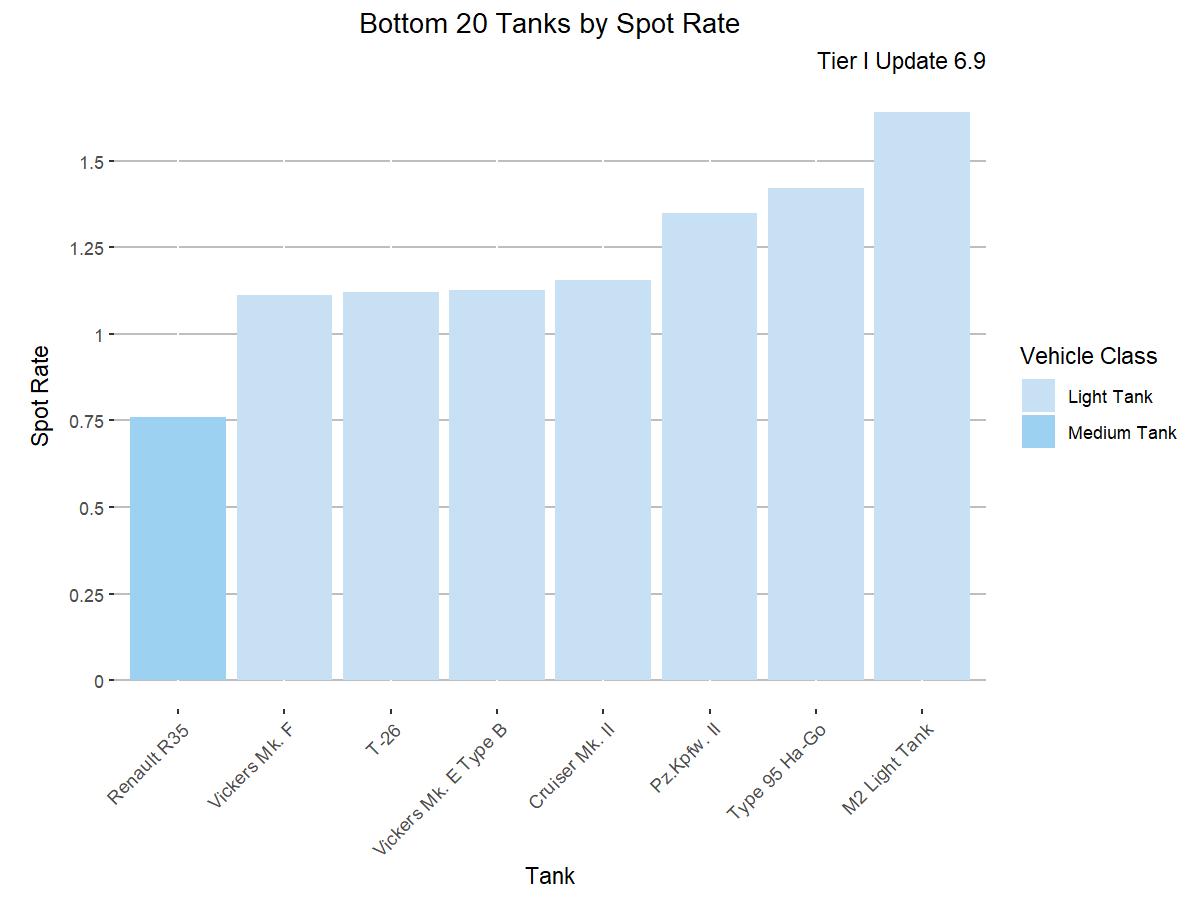 Bottom 20 Tanks by Spot Rate
Tier I Update 6.9
Spot Rate
1.5
1.25
1
0.75
0.5
0.25
0
Renault R35
Vickers Mk. F
T-26
Vickers Mk. E Type B
Cruiser Mk. II
Pz.Kpfw. II
Type 95 Ha-Go
M2 Light Tank
Tank
Vehicle Class
Light Tank
Medium Tank